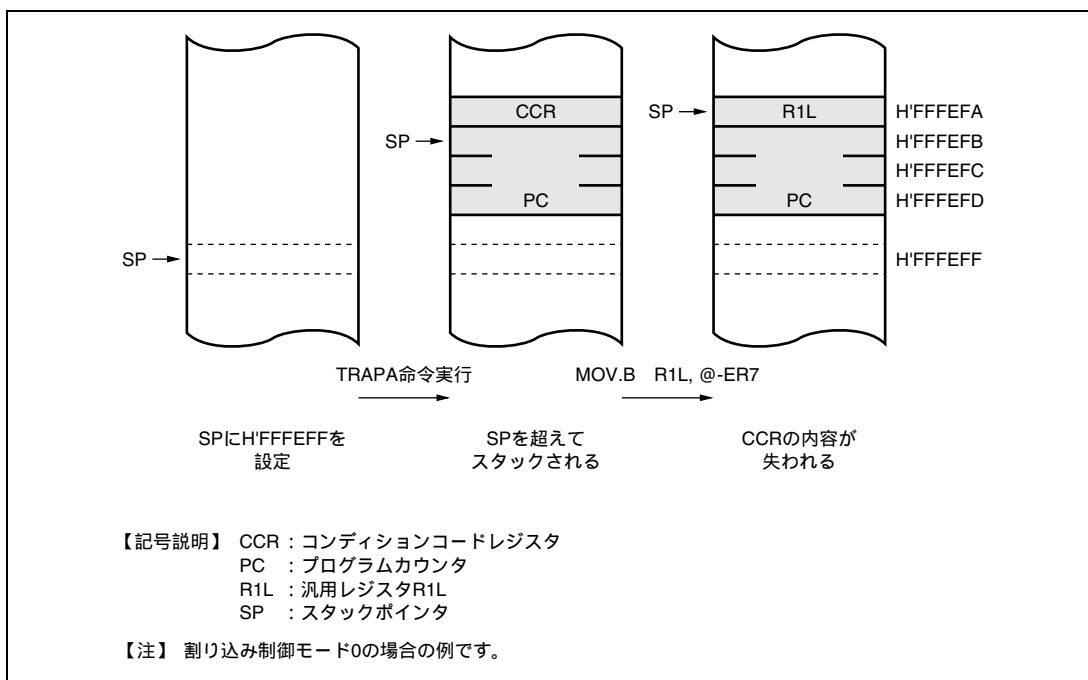 CCR
SP
R1L
H'FFFEFA
SP
H'FFFEFB
H'FFFEFC
PC
PC
H'FFFEFD
SP
H'FFFEFF
TRAPA命令実行
MOV.B R1L, @-ER7
SPにH'FFFEFFを
設定
SPを超えて
スタックされる
CCRの内容が
失われる
【記号説明】 CCR : コンディションコードレジスタ
PC : プログラムカウンタ
R1L : 汎用レジスタR1L
SP : スタックポインタ
【注】 割り込み制御モード0の場合の例です。